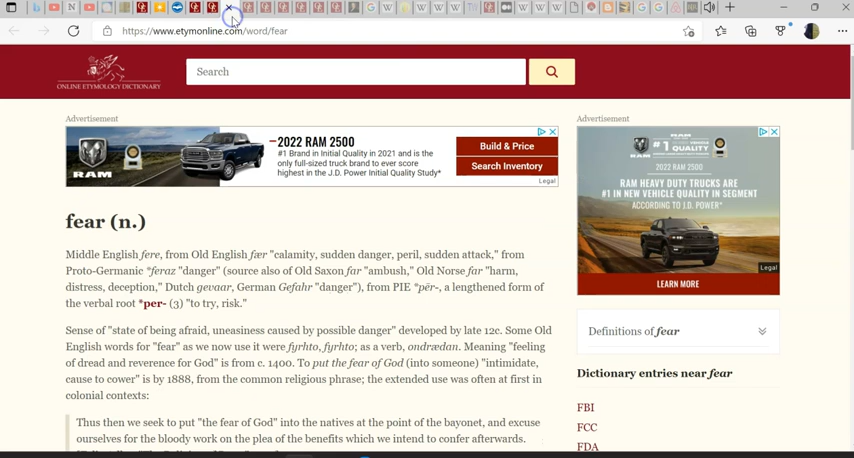 https://www.etymonline.com/word/fear
ONLINE ETYMOLOGY DICTIONARY
Search
Advertisement
RAM
2022 RAM 2500
#1 Brand in Initial Quality in 2021 and is the
only full-sized truck brand to ever score
highest in the J.D. Power Initial Quality Study*
Build & Price
Search Inventory
Legal
Advertisement
RAM
2022 RAM 2500
#1 BRAND IN INITIAL
QUALITY IN 2021
RAM HEAVY DUTY TRUCKS ARE
#1 IN NEW VEHICLE QUALITY IN SEGMENT
ACCORDING TO J.D. POWER*
Legal
LEARN MORE
fear (n.)
Middle English fere, from Old English fær "calamity, sudden danger, peril, sudden attack," from
Proto-Germanic *feraz "danger" (source also of Old Saxon far "ambush," Old Norse far "harm,
distress, deception," Dutch gevaar, German Gefahr "danger"), from PIE *pēr-, a lengthened form of
the verbal root *per- (3) "to try, risk."
Sense of "state of being afraid, uneasiness caused by possible danger" developed by late 12c. Some Old
English words for "fear" as we now use it were fyrhto, fyrhto; as a verb, ondrædan. Meaning "feeling
of dread and reverence for God" is from c. 1400. To put the fear of God (into someone) "intimidate,
cause to cower" is by 1888, from the common religious phrase; the extended use was often at first in
colonial contexts:
Thus then we seek to put "the fear of God" into the natives at the point of the bayonet, and excuse
ourselves for the bloody work on the plea of the benefits which we intend to confer afterwards.
Definitions of fear
Dictionary entries near fear
FBI
FCC
FDA